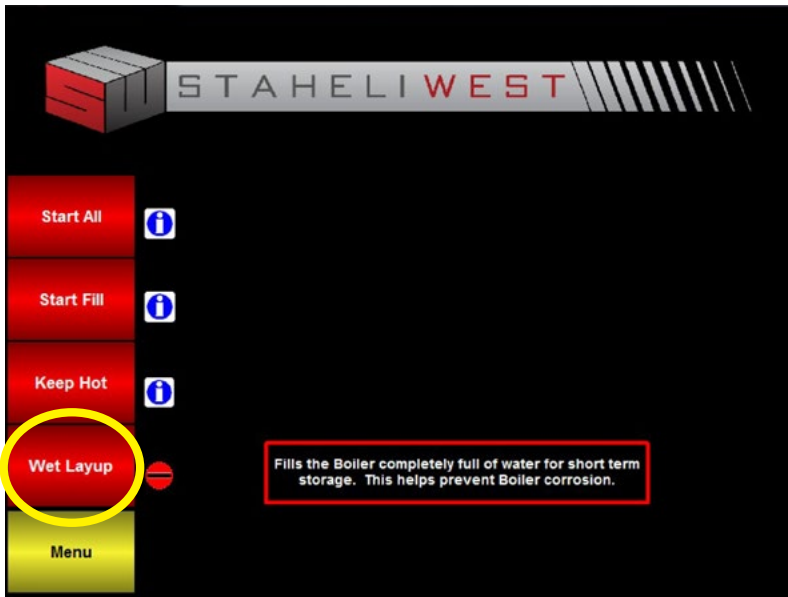 STAHELIWEST
Start All
Start Fill
Keep Hot
Wet Layup
Fills the Boiler completely full of water for short term
storage. This helps prevent Boiler corrosion.
Menu